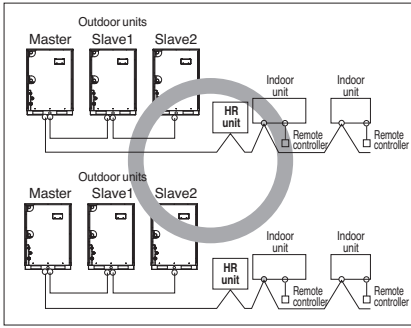 Outdoor units
Master Slave1 Slave2
Indoor unit
Indoor unit
HR unit
Remote controller
Remote controller
Outdoor units
Master Slave1 Slave2
Indoor unit
Indoor unit
HR unit
Remote controller
Remote controller